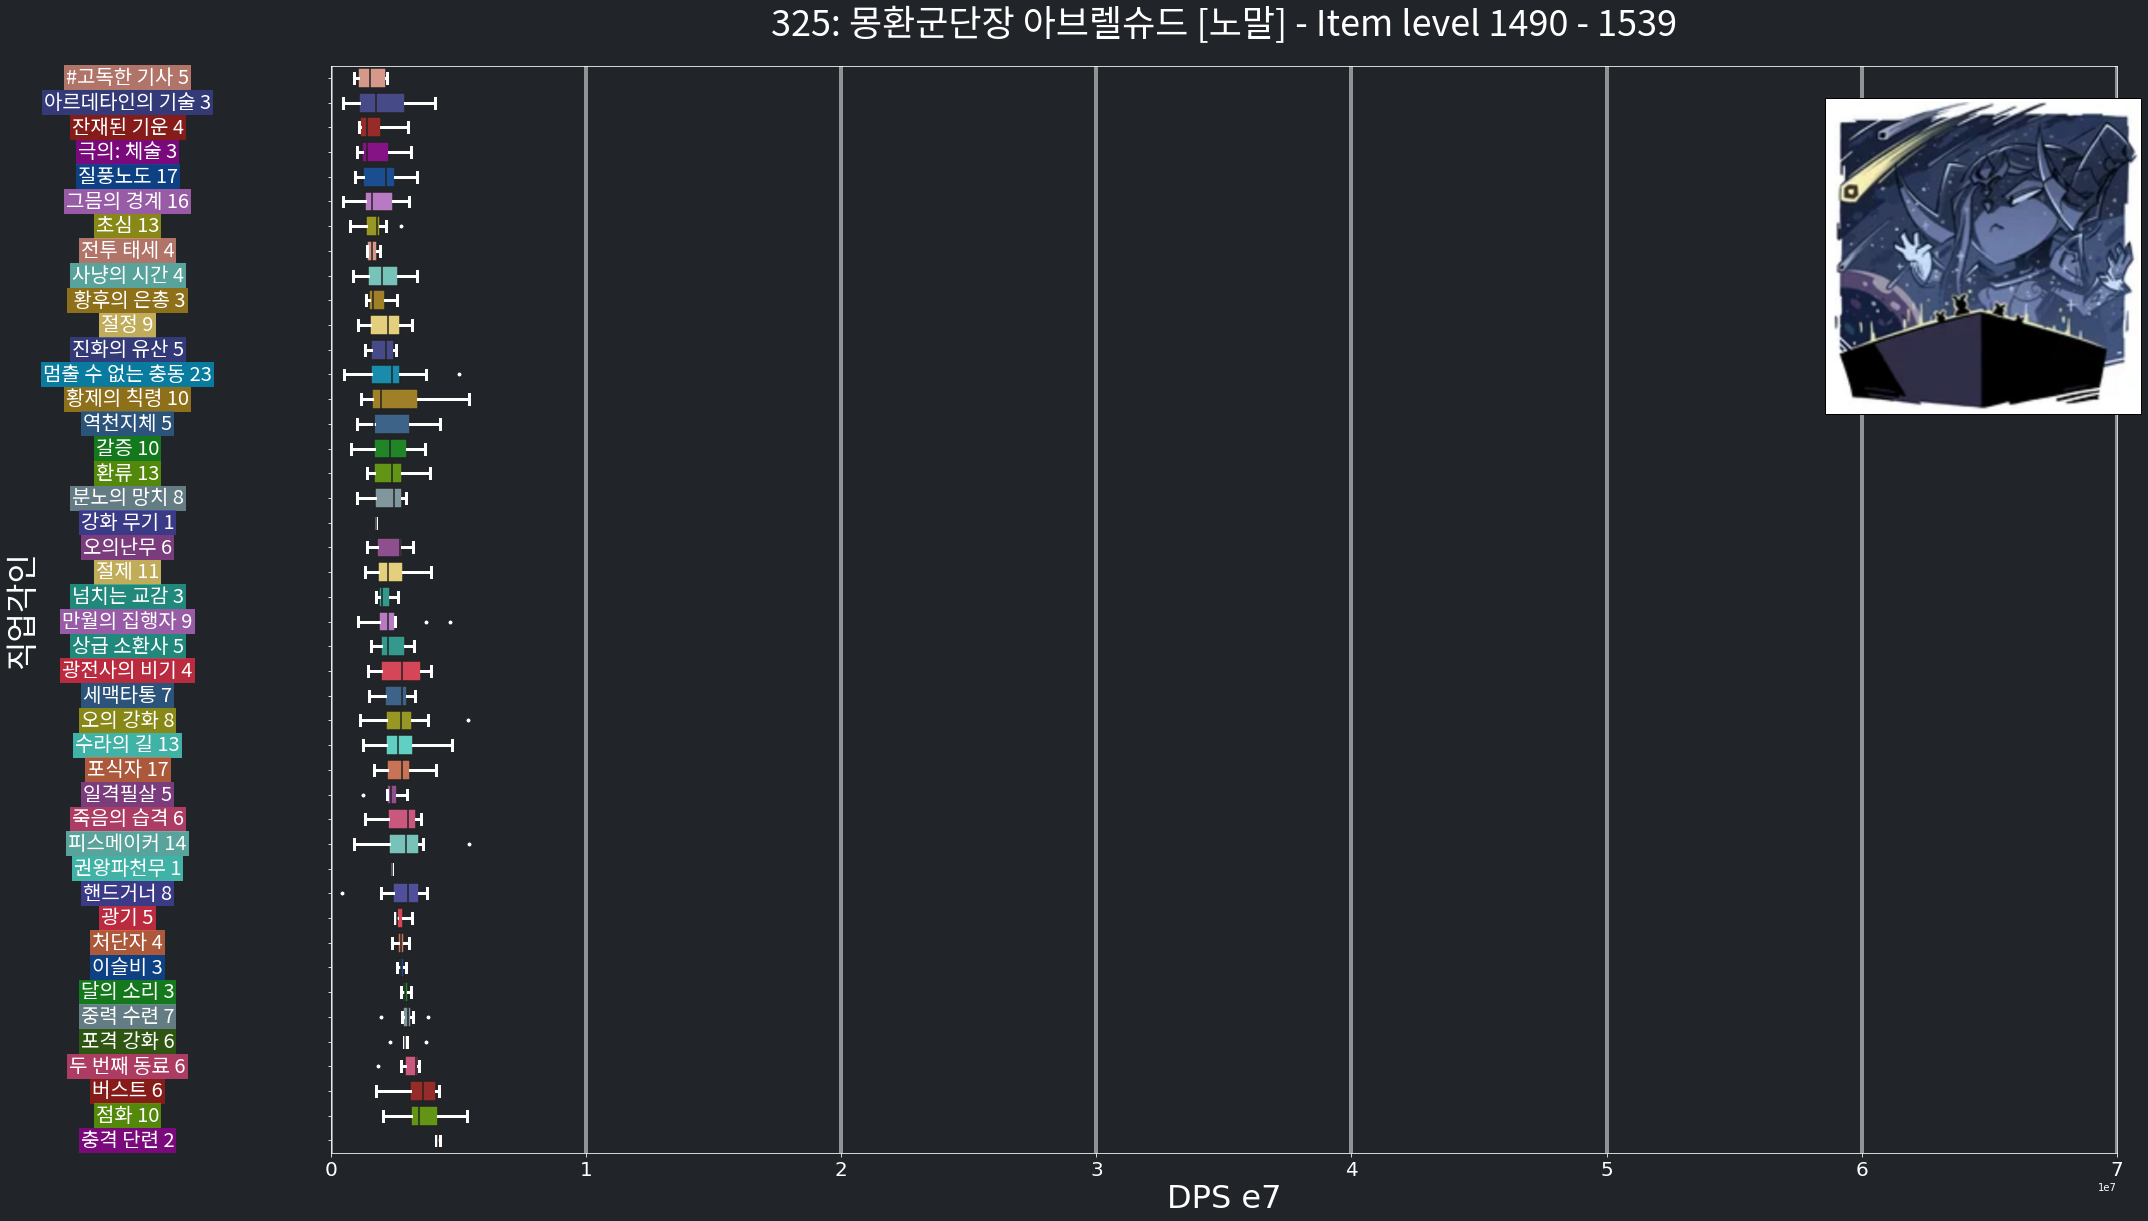 325: 몽환군단장 아브렐슈드 [노말] - Item level 1490 - 1539
직업각인
#고독한 기사 5
아르데타인의 기술 3
잔재된 기운 4
극의: 체술 3
질풍노도 17
그믐의 경계 16
초심 13
전투 태세 4
사냥의 시간 4
황후의 은총 3
절정 9
진화의 유산 5
멈출 수 없는 충동 23
황제의 칙령 10
역천지체 5
갈증 10
환류 13
분노의 망치 8
강화 무기 1
오의난무 6
절제 11
넘치는 교감 3
만월의 집행자 9
상급 소환사 5
광전사의 비기 4
세맥타통 7
오의 강화 8
수라의 길 13
포식자 17
일격필살 5
죽음의 습격 6
피스메이커 14
권왕파천무 1
핸드거너 8
광기 5
처단자 4
이슬비 3
달의 소리 3
중력 수련 7
포격 강화 6
두 번째 동료 6
버스트 6
점화 10
충격 단련 2
0 1 2 3 4 5 6 7
1e7
DPS e7